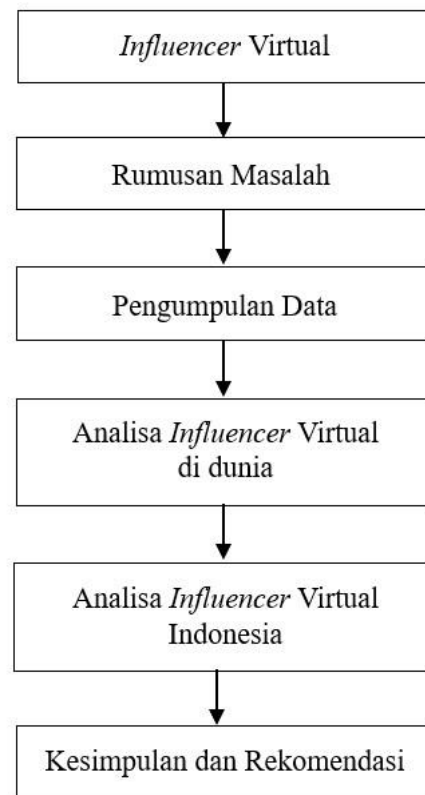 Influencer Virtual
Rumusan Masalah
Pengumpulan Data
Analisa Influencer Virtual
di dunia
Analisa Influencer Virtual
Indonesia
Kesimpulan dan Rekomendasi